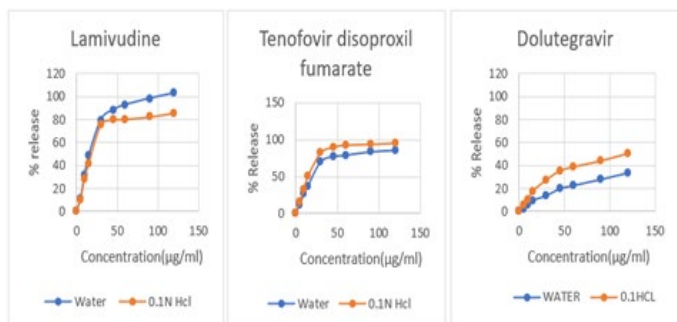 Lamivudine
120
100
80
60
40
20
0
% release
0 50 100 150
Concentration(µg/ml)
Water 0.1N Hcl
Tenofovir disoproxil
fumarate
150
100
50
0
% Release
0 50 100 150
Concentration(µg/ml)
Water 0.1N Hcl
Dolutegravir
120
100
80
60
40
20
0
% Release
0 50 100 150
Concentration(µg/ml)
WATER 0.1HCL